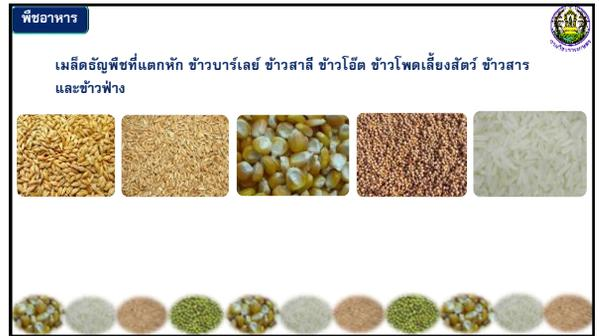 พืชอาหาร
เมล็ดธัญพืชที่แตกหัก ข้าวบาร์เลย์ ข้าวสาลี ข้าวโอ๊ต ข้าวโพดเลี้ยงสัตว์ ข้าวสาร
และข้าวฟ่าง